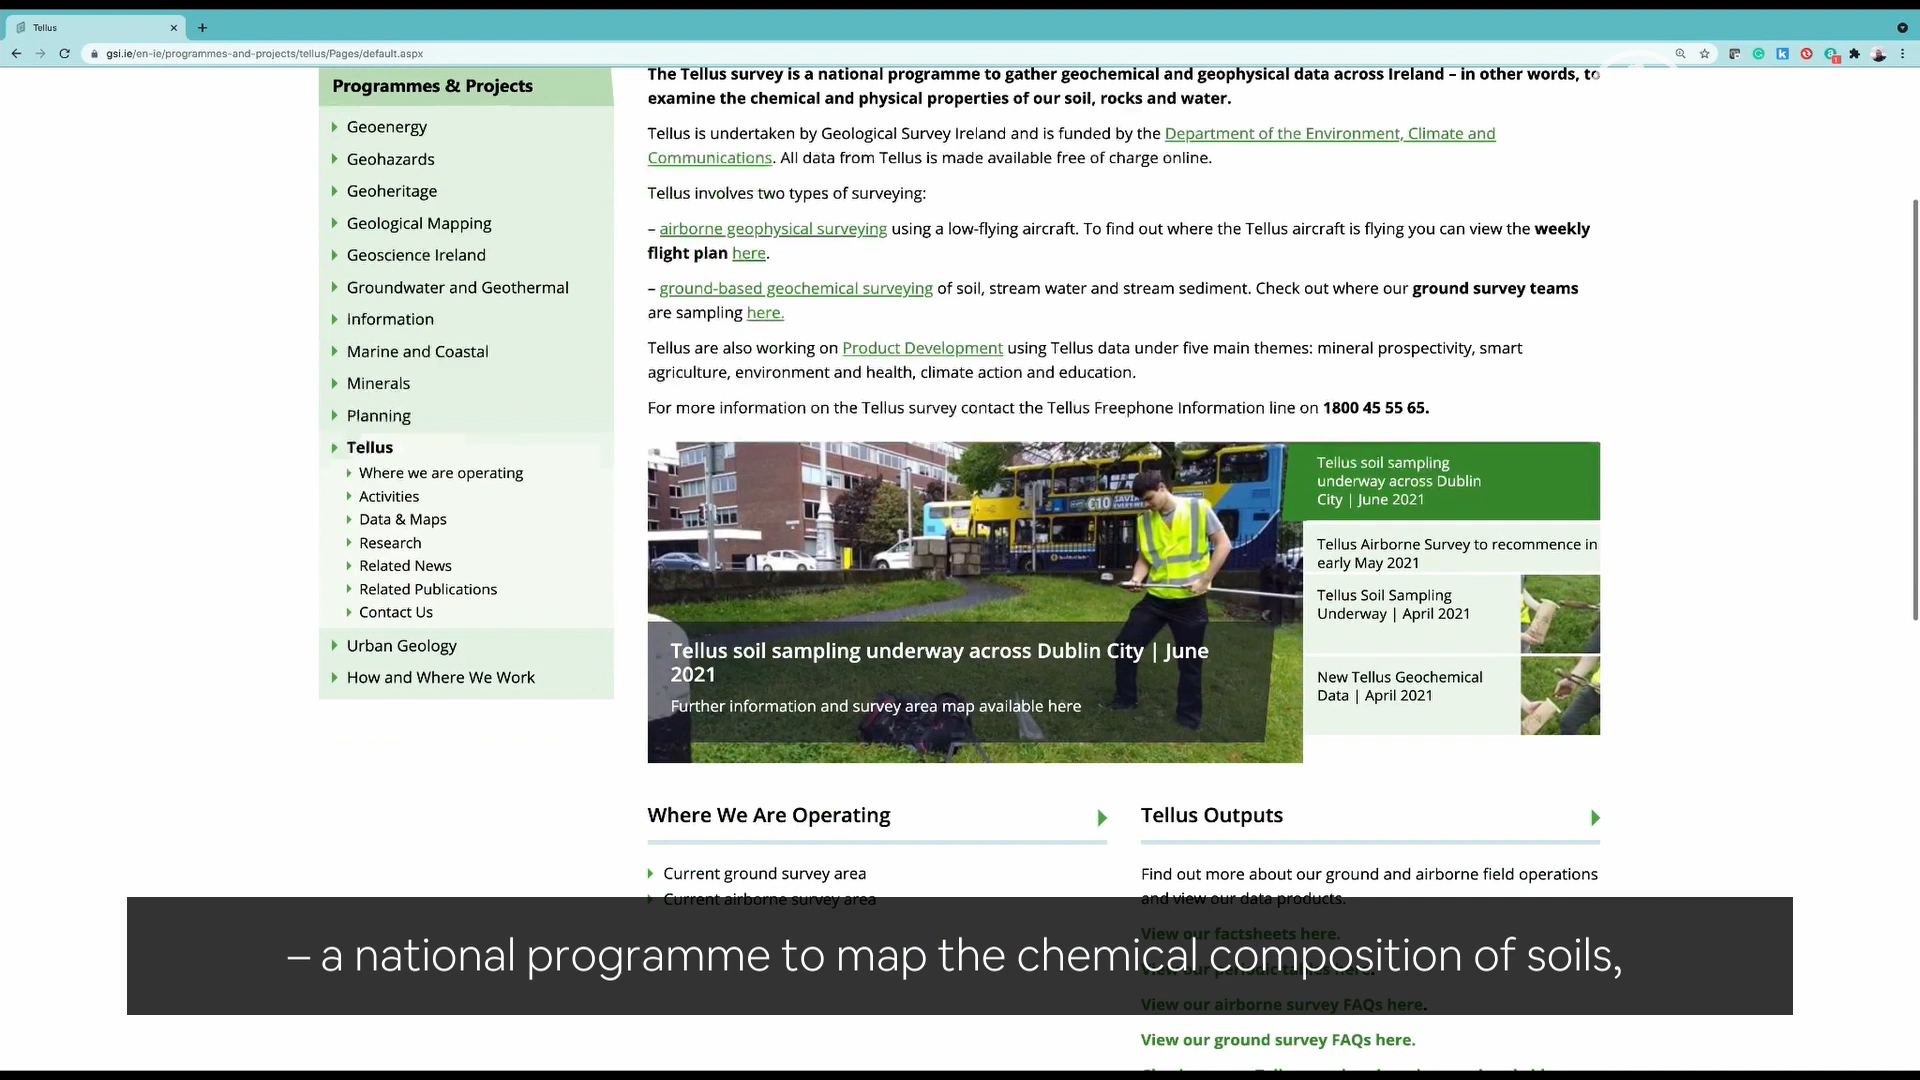 Tellus
gsi.ie/en-ie/programmes-and-projects/tellus/Pages/default.aspx
Programmes & Projects
Geoenergy
Geohazards
Geoheritage
Geological Mapping
Geoscience Ireland
Groundwater and Geothermal
Information
Marine and Coastal
Minerals
Planning
Tellus
Where we are operating
Activities
Data & Maps
Research
Related News
Related Publications
Contact Us
Urban Geology
How and Where We Work
The Tellus survey is a national programme to gather geochemical and geophysical data across Ireland – in other words, to
examine the chemical and physical properties of our soil, rocks and water.
Tellus is undertaken by Geological Survey Ireland and is funded by the Department of the Environment, Climate and
Communications. All data from Tellus is made available free of charge online.
Tellus involves two types of surveying:
– airborne geophysical surveying using a low-flying aircraft. To find out where the Tellus aircraft is flying you can view the weekly
flight plan here.
– ground-based geochemical surveying of soil, stream water and stream sediment. Check out where our ground survey teams
are sampling here.
Tellus are also working on Product Development using Tellus data under five main themes: mineral prospectivity, smart
agriculture, environment and health, climate action and education.
For more information on the Tellus survey contact the Tellus Freephone Information line on 1800 45 55 65.
€10
Tellus soil sampling underway across Dublin City | June
2021
Further information and survey area map available here
Tellus soil sampling
underway across Dublin
City | June 2021
Tellus Airborne Survey to recommence in
early May 2021
Tellus Soil Sampling
Underway | April 2021
New Tellus Geochemical
Data | April 2021
Where We Are Operating
Current ground survey area
Current airborne survey area
Tellus Outputs
Find out more about our ground and airborne field operations
and view our data products.
View our factsheets here.
View our periodic tables here.
View our airborne survey FAQs here.
View our ground survey FAQs here.
– a national programme to map the chemical composition of soils,